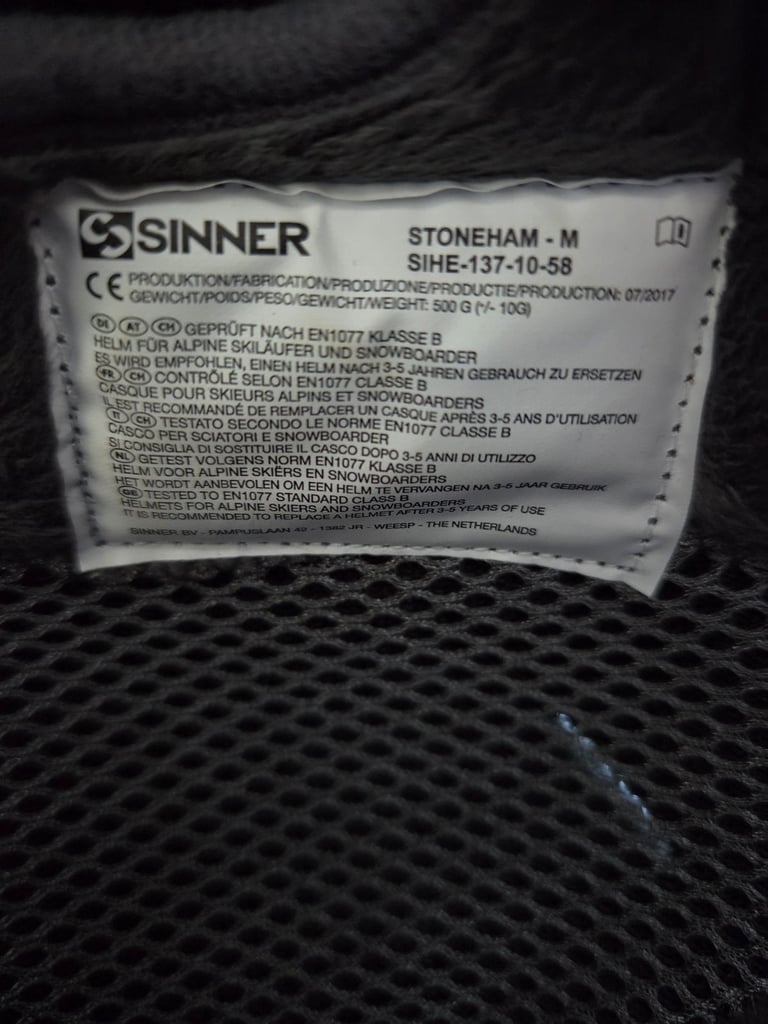 SINNER
STONEHAM - M
SIHE-137-10-58
CE PRODUKTION/FABRICATION/PRODUZIONE/PRODUCTIE/PRODUCTION: 07/2017
GEWICHT/POIDS/PESO/GEWICHT/WEIGHT: 500 G (+/- 10G)
DE AT CH GEPRÜFT NACH EN1077 KLASSE B
HELM FÜR ALPINE SKILÄUFER UND SNOWBOARDER
ES WIRD EMPFOHLEN, EINEN HELM NACH 3-5 JAHREN GEBRAUCH ZU ERSETZEN
FR CH CONTRÔLÉ SELON EN1077 CLASSE B
CASQUE POUR SKIEURS ALPINS ET SNOWBOARDERS
IL EST RECOMMANDÉ DE REMPLACER UN CASQUE APRÈS 3-5 ANS D'UTILISATION
IT CH TESTATO SECONDO LE NORME EN1077 CLASSE B
CASCO PER SCIATORI E SNOWBOARDER
SI CONSIGLIA DI SOSTITUIRE IL CASCO DOPO 3-5 ANNI DI UTILIZZO
NL GETEST VOLGENS NORM EN1077 KLASSE B
HELM VOOR ALPINE SKIËRS EN SNOWBOARDERS
HET WORDT AANBEVOLEN OM EEN HELM TE VERVANGEN NA 3-5 JAAR GEBRUIK
GB TESTED TO EN1077 STANDARD CLASS B
HELMETS FOR ALPINE SKIERS AND SNOWBOARDERS
IT IS RECOMMENDED TO REPLACE A HELMET AFTER 3-5 YEARS OF USE
SINNER BV - PAMPUSLAAN 42 - 1382 JR - WEESP - THE NETHERLANDS